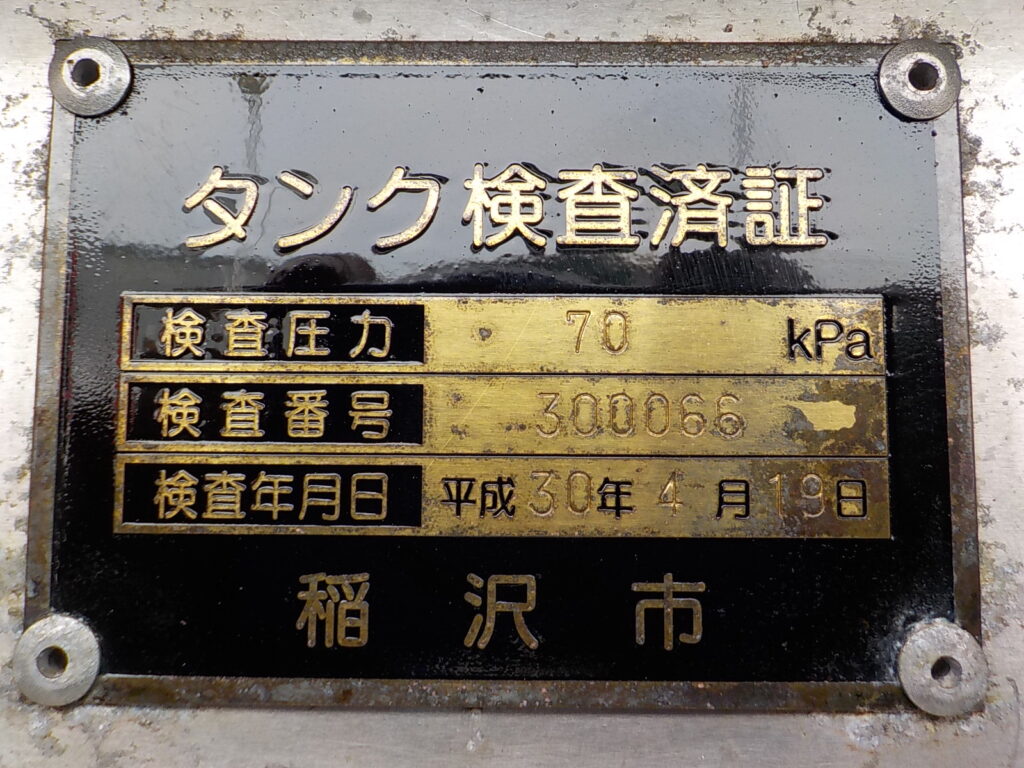 タンク検査済証
検査圧力 70 kPa
検査番号 300066
検査年月日 平成30年4月19日
稲沢市